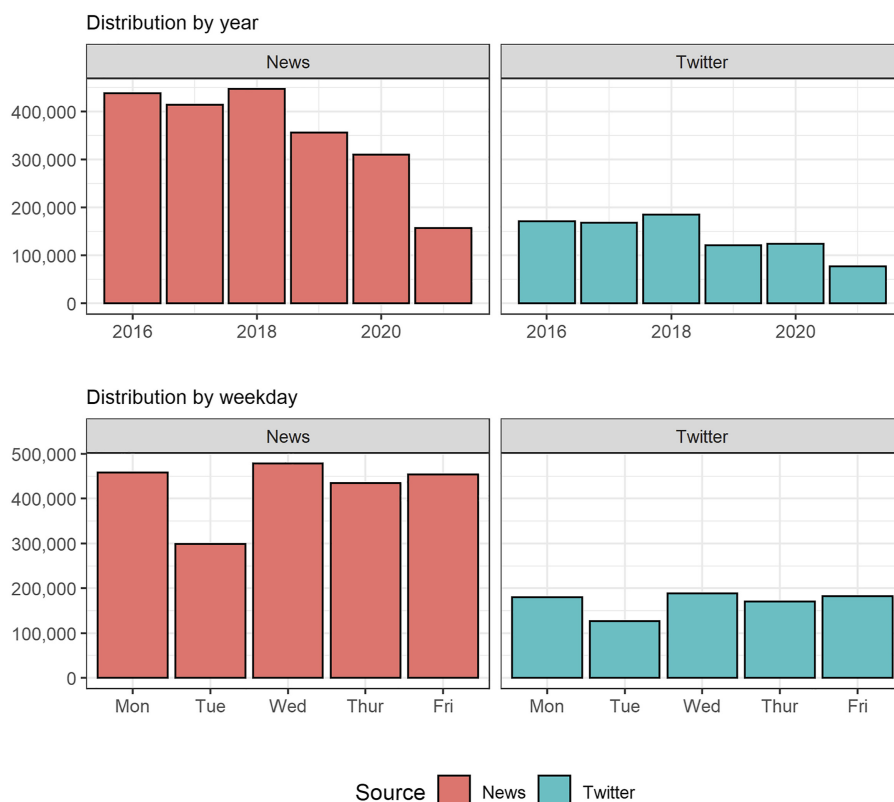 Distribution by year
News Twitter
400,000
300,000
200,000
100,000
0
2016 2018 2020 2016 2018 2020
Distribution by weekday
News Twitter
500,000
400,000
300,000
200,000
100,000
0
Mon Tue Wed Thur Fri Mon Tue Wed Thur Fri
Source News Twitter